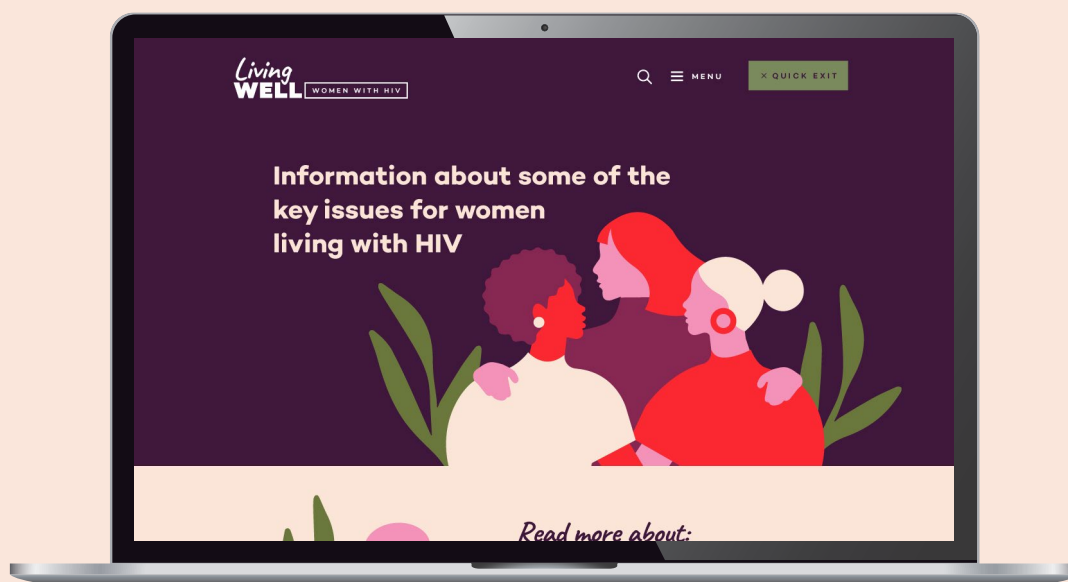 Living
WELL WOMEN WITH HIV
MENU
× QUICK EXIT
Information about some of the
key issues for women
living with HIV
Read more about: